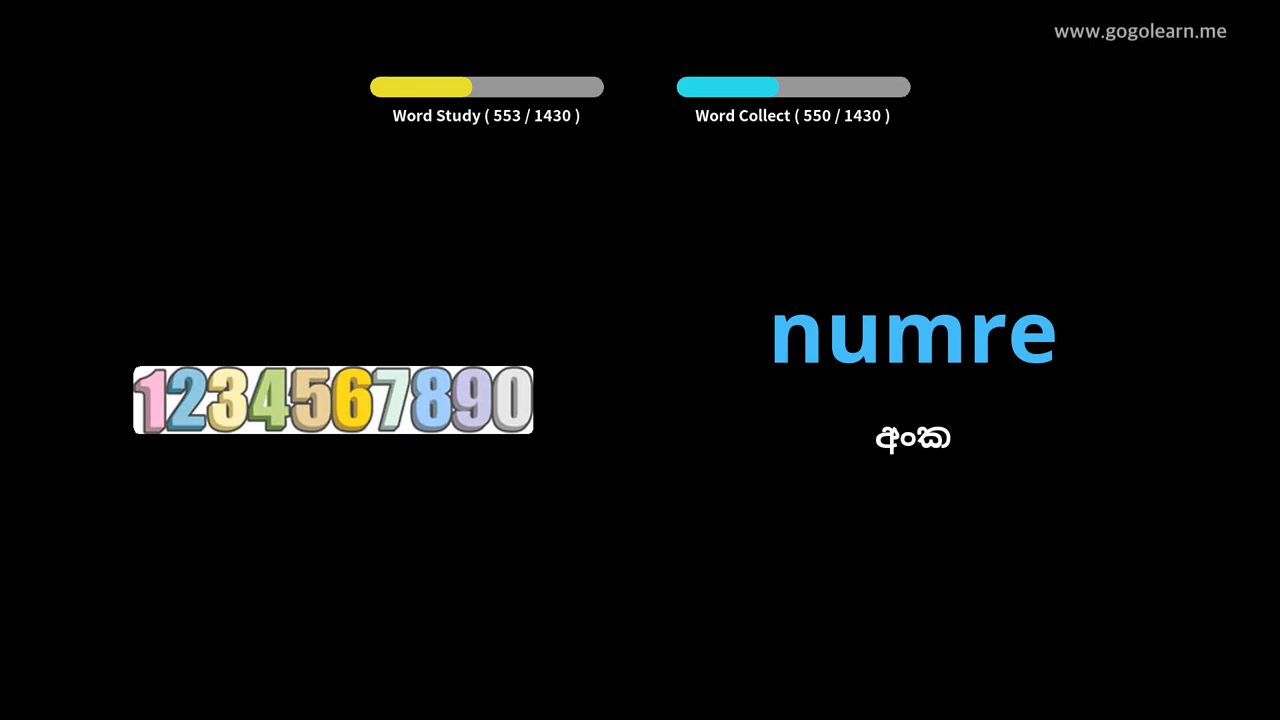 www.gogolearn.me
Word Study ( 553 / 1430 )
Word Collect ( 550 / 1430 )
numre
1234567890
අංක